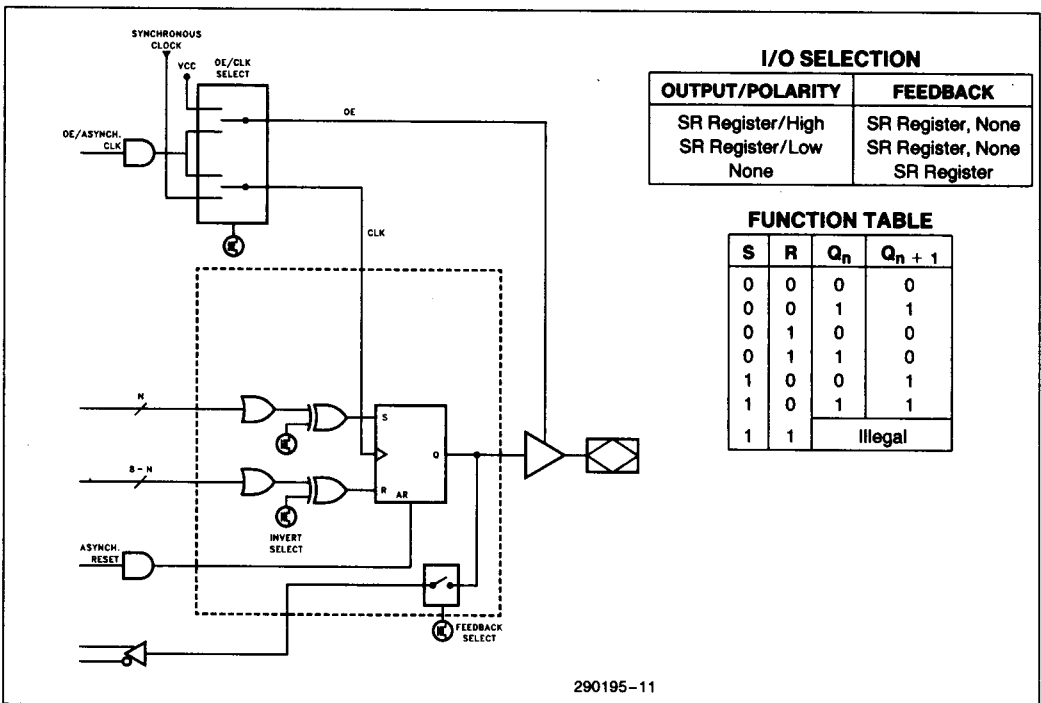 SYNCHRONOUS
CLOCK
VCC
OE/CLK
SELECT
OE
OE/ASYNCH.
CLK
CLK
N
S
Q
8 - N
R
AR
INVERT
SELECT
ASYNCH.
RESET
FEEDBACK
SELECT
I/O SELECTION
OUTPUT/POLARITY FEEDBACK
SR Register/High SR Register, None
SR Register/Low SR Register, None
None SR Register
FUNCTION TABLE
S R Qn Qn + 1
0 0 0 0
0 0 1 1
0 1 0 0
0 1 1 0
1 0 0 1
1 0 1 1
1 1 Illegal
290195-11